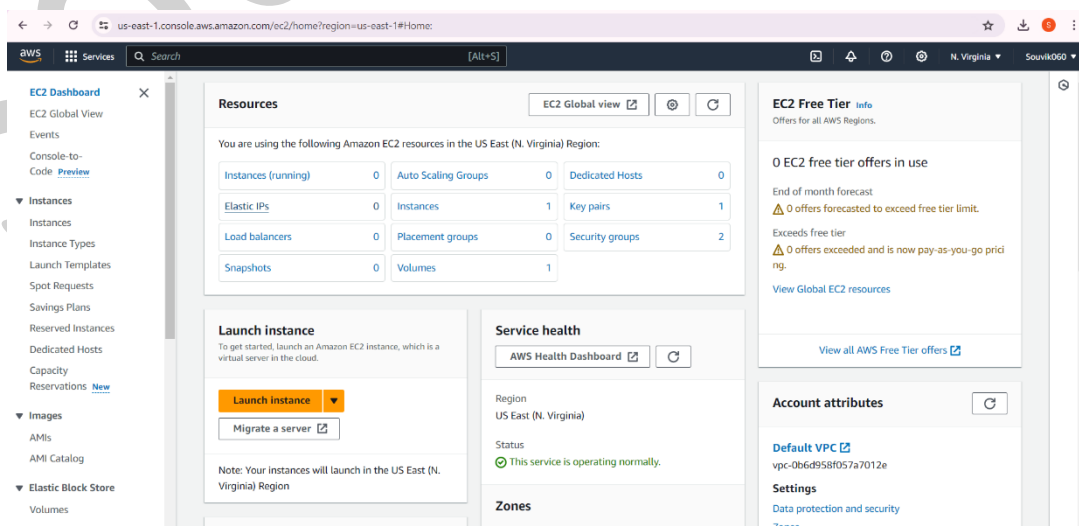 us-east-1.console.aws.amazon.com/ec2/home?region=us-east-1#Home:
S
aws
Services
Search
[Alt+S]
N. Virginia
Souvik060
EC2 Dashboard
EC2 Global View
Events
Console-to-
Code Preview
Instances
Instances
Instance Types
Launch Templates
Spot Requests
Savings Plans
Reserved Instances
Dedicated Hosts
Capacity
Reservations New
Images
AMIs
AMI Catalog
Elastic Block Store
Volumes
Resources
EC2 Global view
You are using the following Amazon EC2 resources in the US East (N. Virginia) Region:
Instances (running) 0
Auto Scaling Groups 0
Dedicated Hosts 0
Elastic IPs 0
Instances 1
Key pairs 1
Load balancers 0
Placement groups 0
Security groups 2
Snapshots 0
Volumes 1
Launch instance
To get started, launch an Amazon EC2 instance, which is a
virtual server in the cloud.
Launch instance
Migrate a server
Note: Your instances will launch in the US East (N.
Virginia) Region
Service health
AWS Health Dashboard
Region
US East (N. Virginia)
Status
This service is operating normally.
Zones
EC2 Free Tier Info
Offers for all AWS Regions.
0 EC2 free tier offers in use
End of month forecast
0 offers forecasted to exceed free tier limit.
Exceeds free tier
0 offers exceeded and is now pay-as-you-go prici
ng.
View Global EC2 resources
View all AWS Free Tier offers
Account attributes
Default VPC
vpc-0b6d958f057a7012e
Settings
Data protection and security